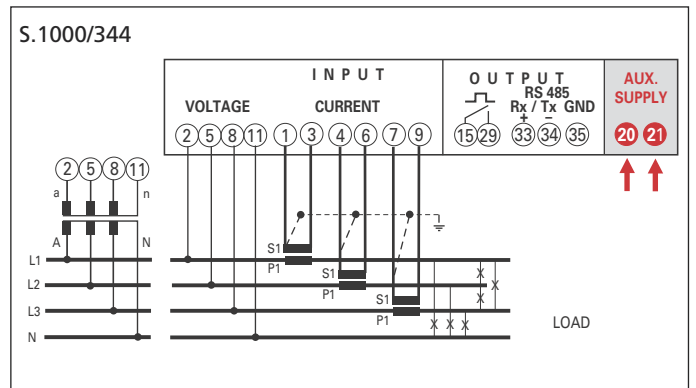 S.1000/344
INPUT
OUTPUT
AUX.
SUPPLY
VOLTAGE
CURRENT
RS 485
Rx / Tx GND
+ −
2 5 8 11 1 3 4 6 7 9 15 29 33 34 35 20 21
2 5 8 11
a n
A N
S1
L1
P1
S1
L2
P1
S1
L3
P1
N
X X
X X
X X X
LOAD